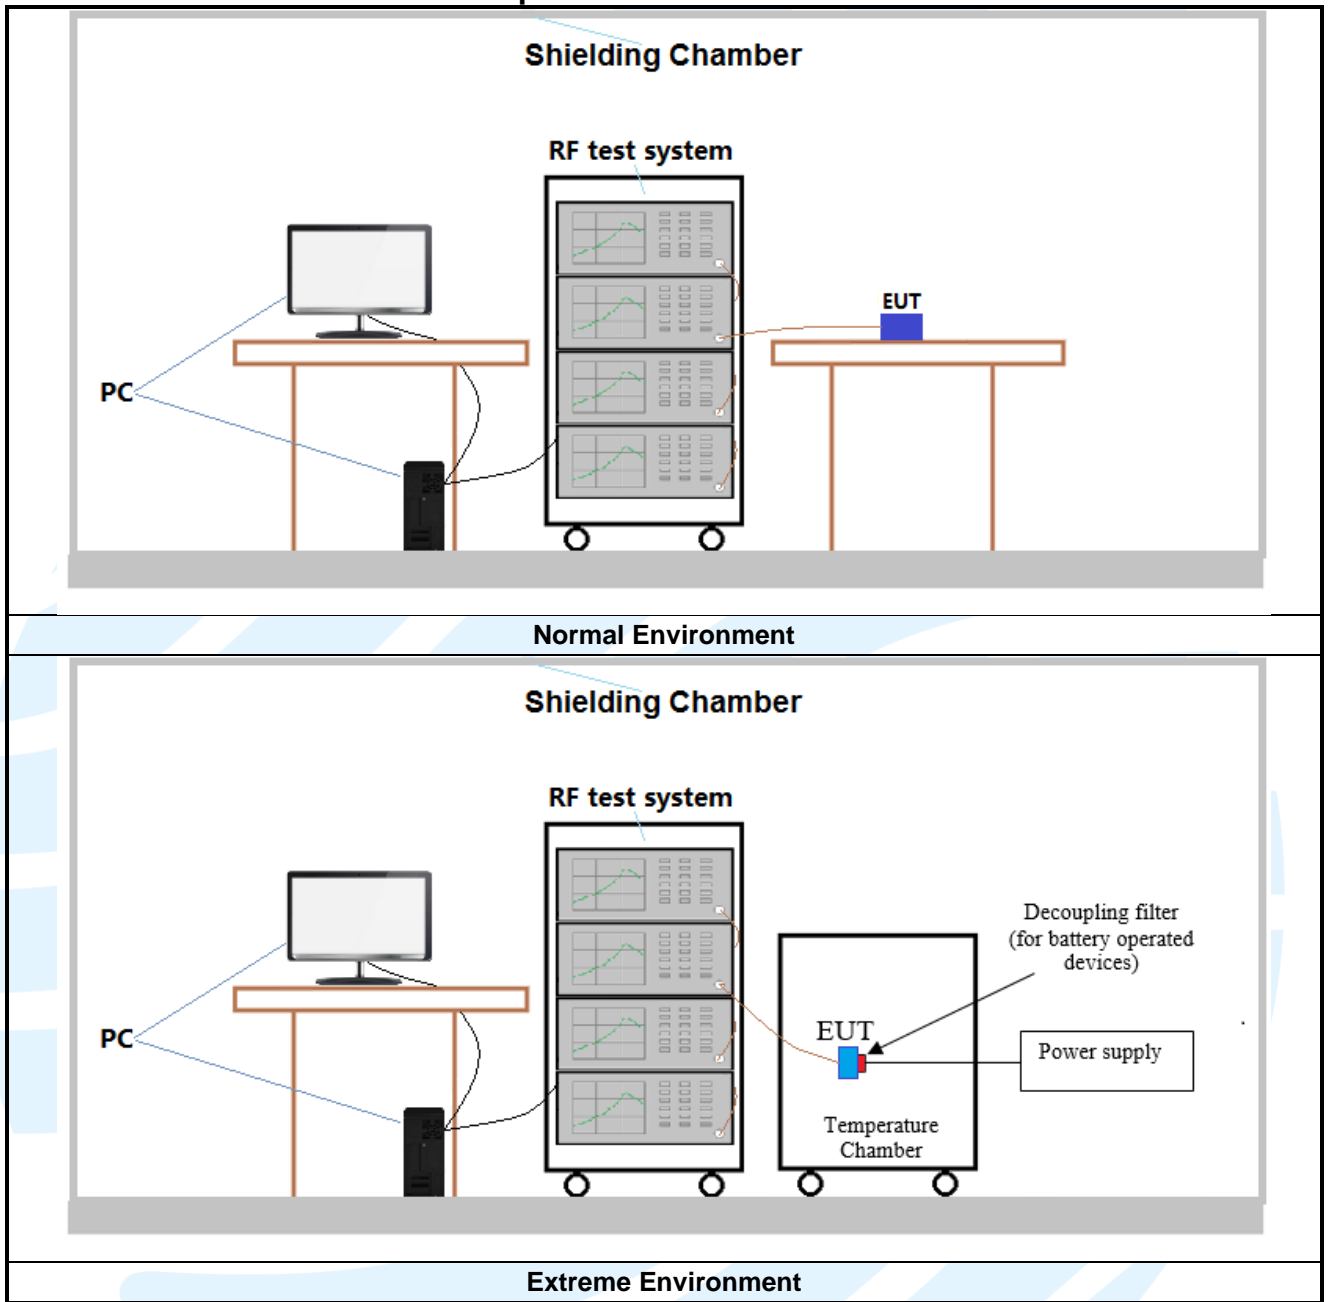 Shielding Chamber
RF test system
EUT
PC
Normal Environment
Shielding Chamber
RF test system
Decoupling filter
(for battery operated
devices)
EUT
PC
Power supply
Temperature
Chamber
Extreme Environment